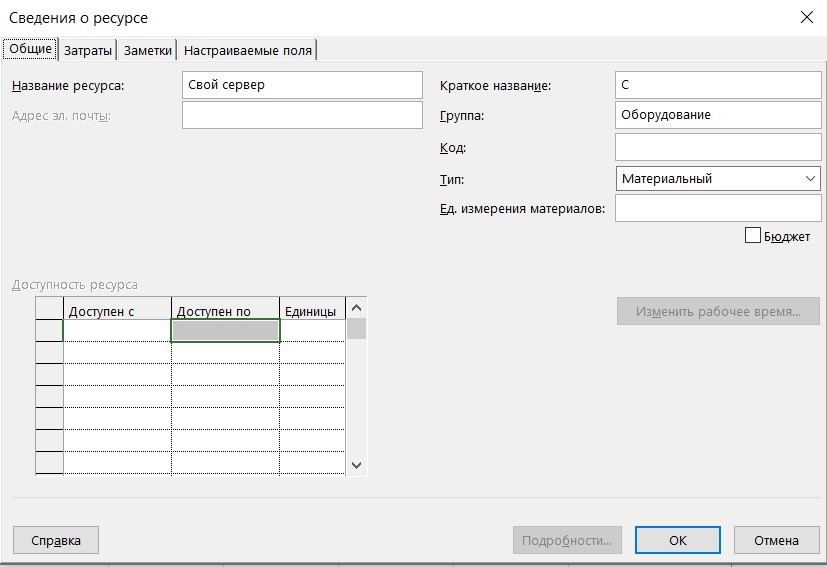 Сведения о ресурсе
Общие Затраты Заметки Настраиваемые поля
Название ресурса: Свой сервер Краткое название: С
Адрес эл. почты: Группа: Оборудование
Код:
Тип: Материальный
Ед. измерения материалов:
Бюджет
Доступность ресурса
Доступен с Доступен по Единицы
Изменить рабочее время...
Справка Подробности... ОК Отмена